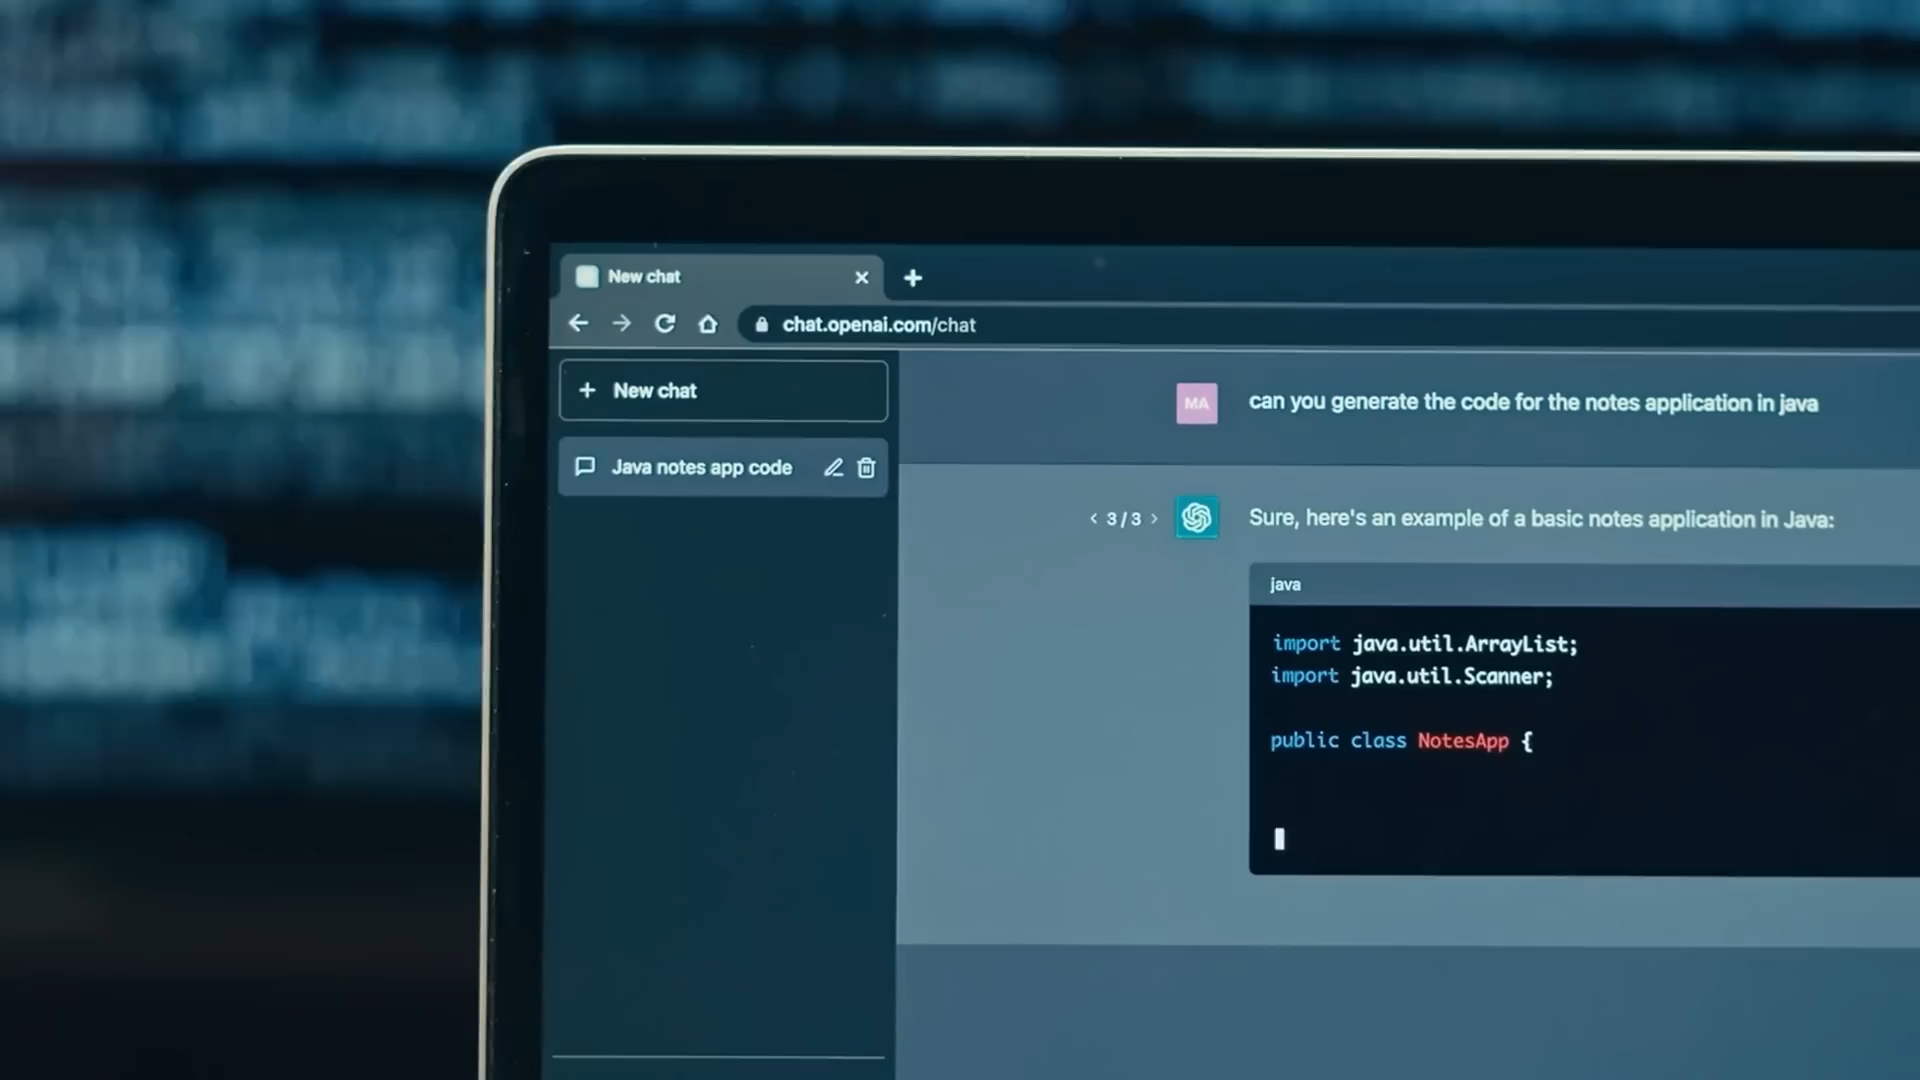 New chat
chat.openai.com/chat
New chat
Java notes app code
MA
can you generate the code for the notes application in java
< 3 / 3 >
Sure, here's an example of a basic notes application in Java:
java
import java.util.ArrayList;
import java.util.Scanner;
public class NotesApp {